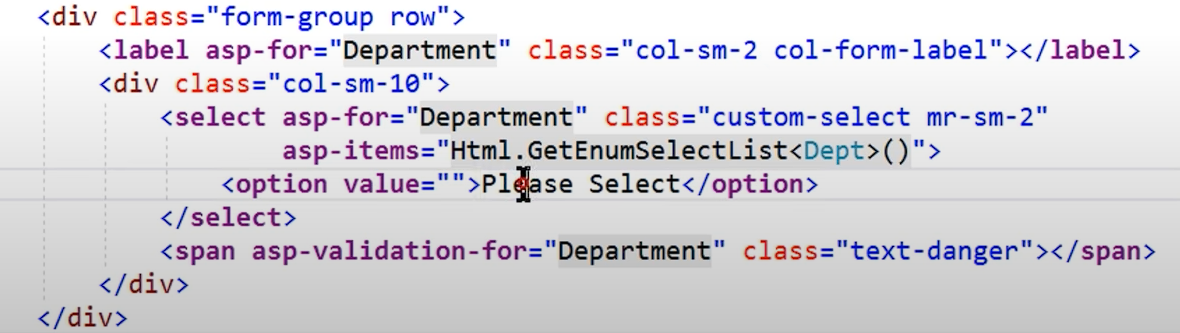 <div class="form-group row">
<label asp-for="Department" class="col-sm-2 col-form-label"></label>
<div class="col-sm-10">
<select asp-for="Department" class="custom-select mr-sm-2"
asp-items="Html.GetEnumSelectList<Dept>()">
<option value="">Please Select</option>
</select>
<span asp-validation-for="Department" class="text-danger"></span>
</div>
</div>